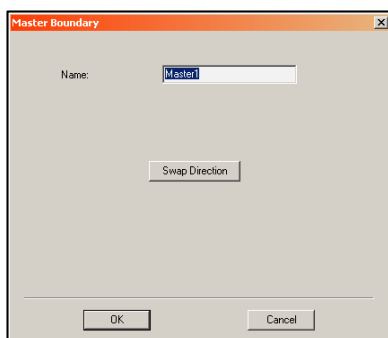 Master Boundary
Name: Master1
Swap Direction
OK Cancel